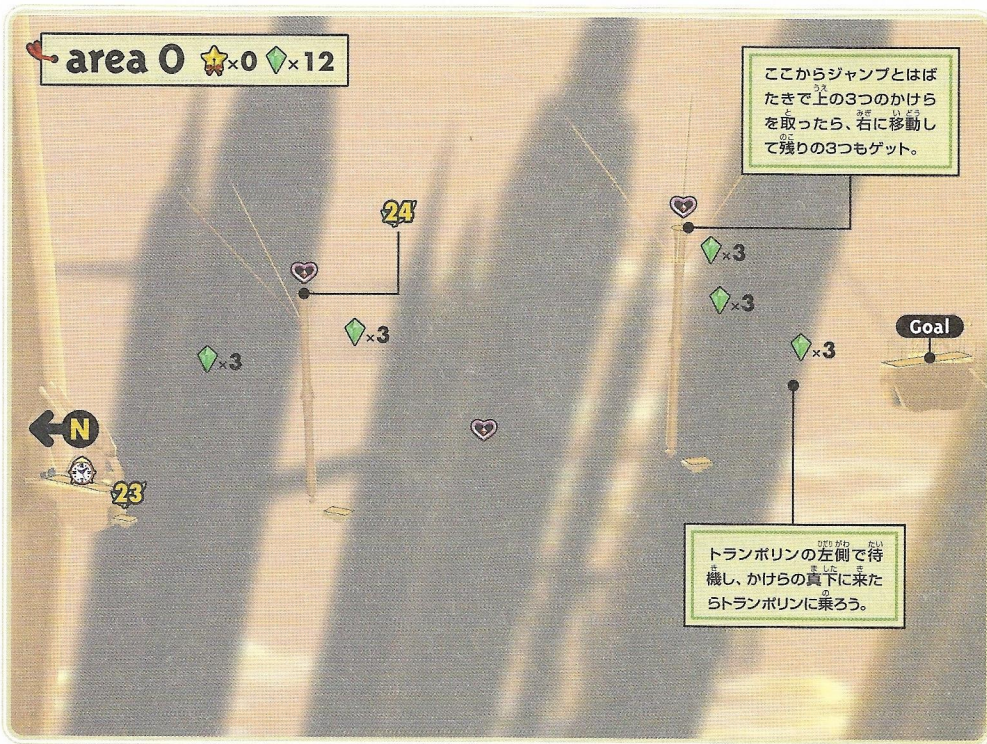 area 0 ×0 ×12
ここからジャンプとはば
たきで上の3つのかけら
を取ったら、右に移動し
て残りの3つもゲット。
24
×3
×3
×3
×3
×3
Goal
N
23
トランポリンの左側で待
機し、かけらの真下に来た
らトランポリンに乗ろう。